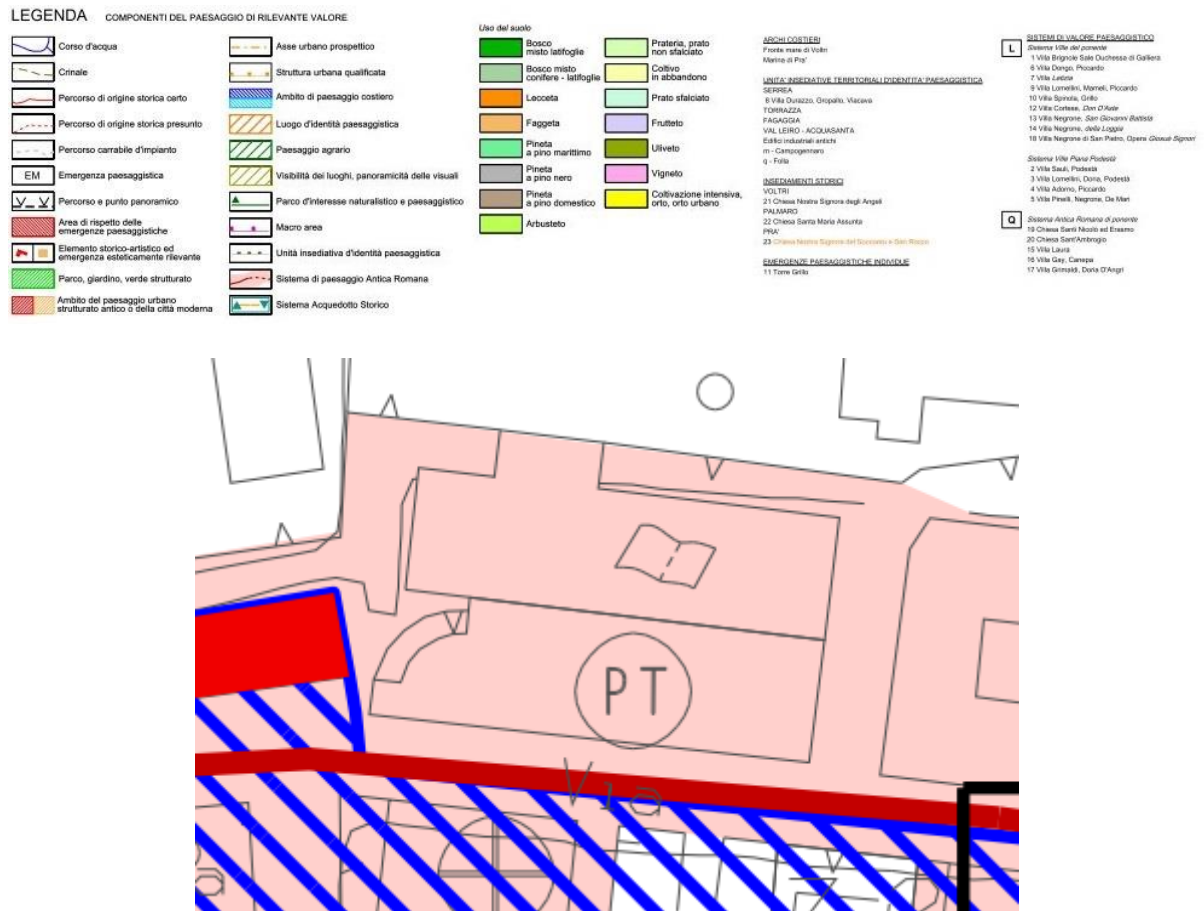 LEGENDA COMPONENTI DEL PAESAGGIO DI RILEVANTE VALORE
Corso d'acqua
Crinale
Percorso di origine storica certo
Percorso di origine storica presunto
Percorso carrabile d'impianto
EM Emergenza paesaggistica
Percorso e punto panoramico
Area di rispetto delle
emergenze paesaggistiche
Elemento storico-artistico ed
emergenza esteticamente rilevante
Parco, giardino, verde strutturato
Ambito del paesaggio urbano
strutturato antico o della città moderna
Asse urbano prospettico
Struttura urbana qualificata
Ambito di paesaggio costiero
Luogo d'identità paesaggistica
Paesaggio agrario
Visibilità dei luoghi, panoramicità delle visuali
Parco d'interesse naturalistico e paesaggistico
Macro area
Unità insediativa d'identità paesaggistica
Sistema di paesaggio Antica Romana
Sistema Acquedotto Storico
Uso del suolo
Bosco
misto latifoglie
Bosco misto
conifere - latifoglie
Lecceta
Faggeta
Pineta
a pino marittimo
Pineta
a pino nero
Pineta
a pino domestico
Arbusteto
Prateria, prato
non sfalciato
Coltivo
in abbandono
Prato sfalciato
Frutteto
Uliveto
Vigneto
Coltivazione intensiva,
orto, orto urbano
ARCHI COSTIERI
Fronte mare di Voltri
Marina di Pra'
UNITA' INSEDIATIVE TERRITORIALI D'IDENTITA' PAESAGGISTICA
SERREA
8 Villa Durazzo, Gropallo, Viacava
TORRAZZA
FAGAGGIA
VAL LEIRO - ACQUASANTA
Edifici industriali antichi
m - Campogennaro
q - Folla
INSEDIAMENTI STORICI
VOLTRI
21 Chiesa Nostra Signora degli Angeli
PALMARO
22 Chiesa Santa Maria Assunta
PRA'
23 Chiesa Nostra Signora del Soccorso e San Rocco
EMERGENZE PAESAGGISTICHE INDIVIDUE
11 Torre Grillo
SISTEMI DI VALORE PAESAGGISTICO
L Sistema Ville del ponente
1 Villa Brignole Sale Duchessa di Galliera
6 Villa Dongo, Piccardo
7 Villa Letizia
9 Villa Lomellini, Mameli, Piccardo
10 Villa Spinola, Grillo
12 Villa Cortese, Don D'Aste
13 Villa Negrone, San Giovanni Battista
14 Villa Negrone, della Loggia
18 Villa Negrone di San Pietro, Opera Giosuè Signori
Sistema Ville Piana Podestà
2 Villa Sauli, Podestà
3 Villa Lomellini, Doria, Podestà
4 Villa Adorno, Piccardo
5 Villa Pinelli, Negrone, De Mari
Q Sistema Antica Romana di ponente
19 Chiesa Santi Nicolò ed Erasmo
20 Chiesa Sant'Ambrogio
15 Villa Laura
16 Villa Gay, Canepa
17 Villa Grimaldi, Doria D'Angri
PT
Via